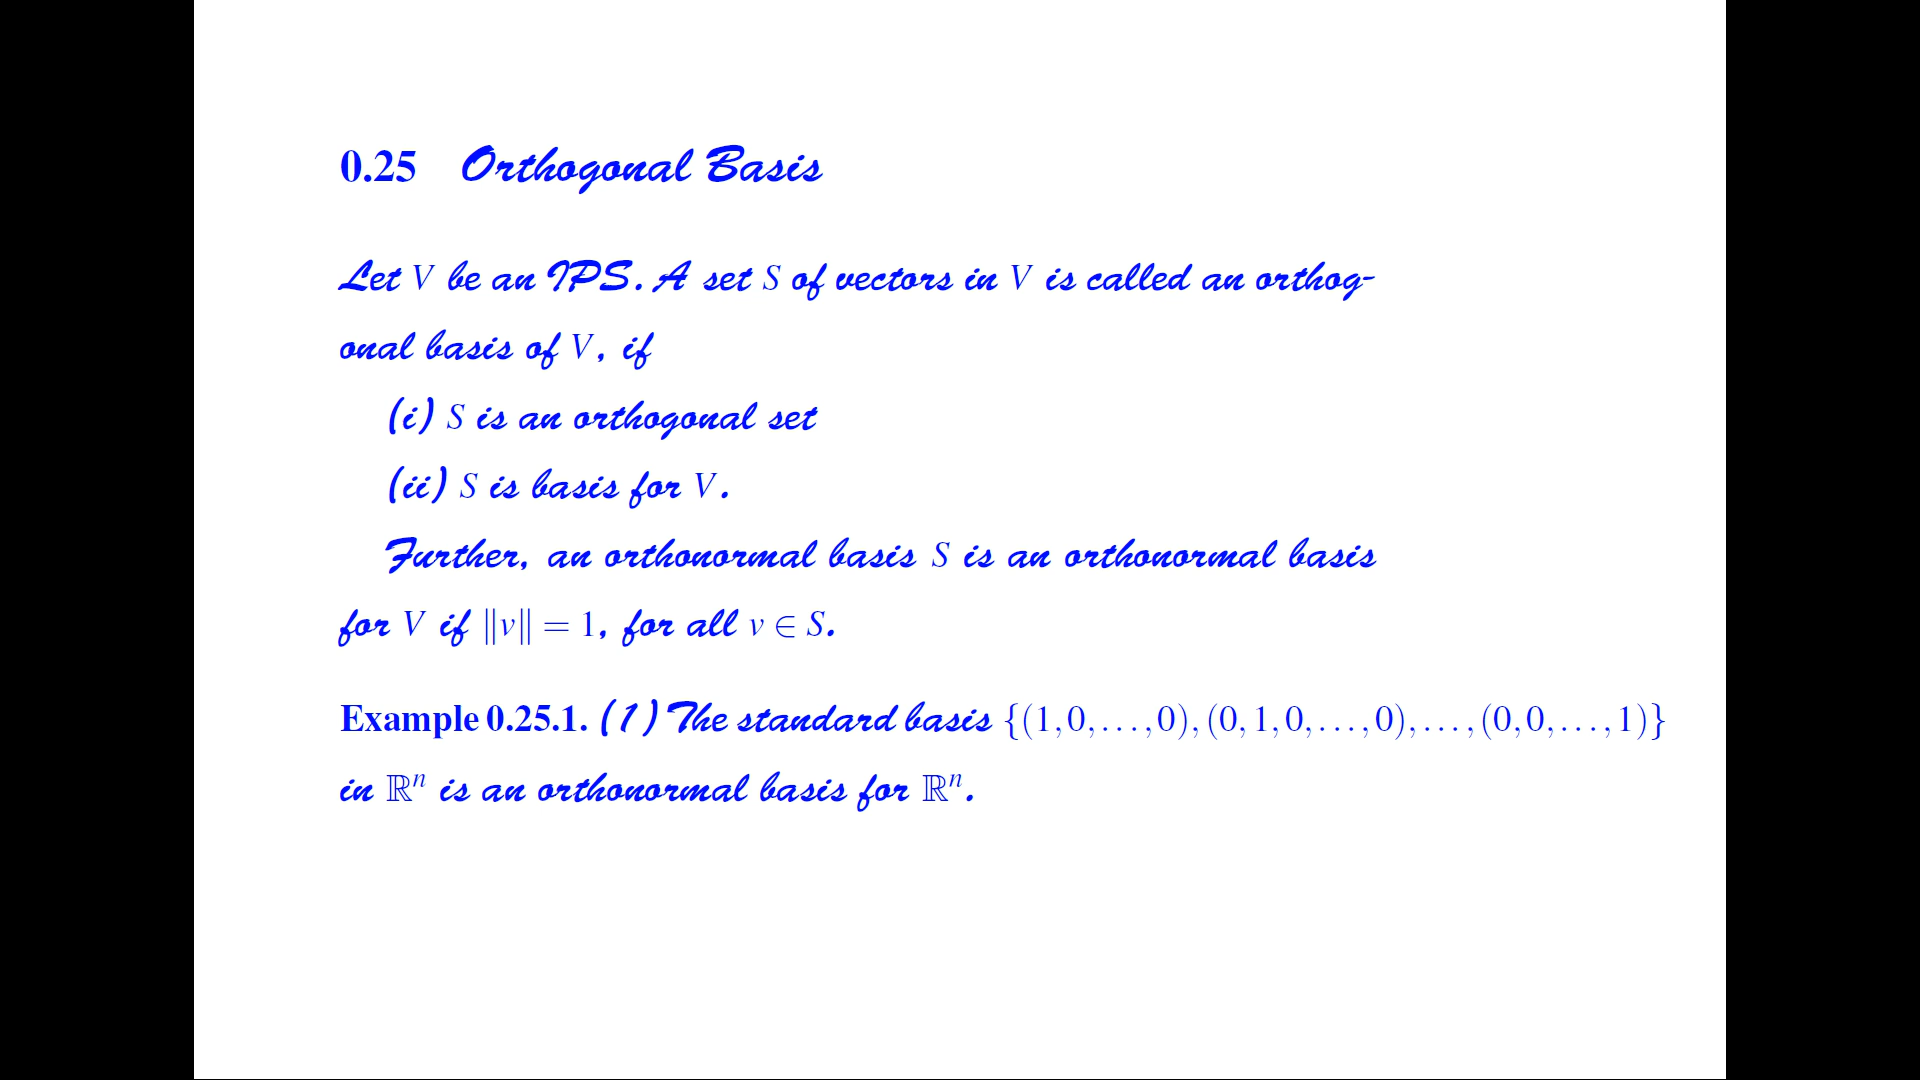 0.25 Orthogonal Basis
Let V be an IPS. A set S of vectors in V is called an orthog-
onal basis of V, if
(i) S is an orthogonal set
(ii) S is basis for V.
Further, an orthonormal basis S is an orthonormal basis
for V if ‖v‖ = 1, for all v ∈ S.
Example 0.25.1. (1) The standard basis {(1,0,...,0),(0,1,0,...,0),...,(0,0,...,1)}
in ℝⁿ is an orthonormal basis for ℝⁿ.